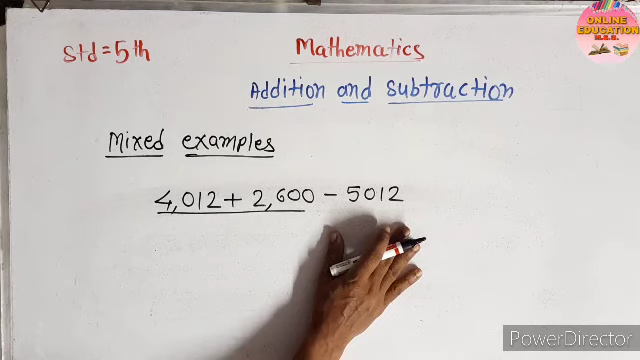 ONLINE
EDUCATION
Std = 5th
Mathematics
Addition and Subtraction
Mixed examples
4,012 + 2,600 - 5012
PowerDirector